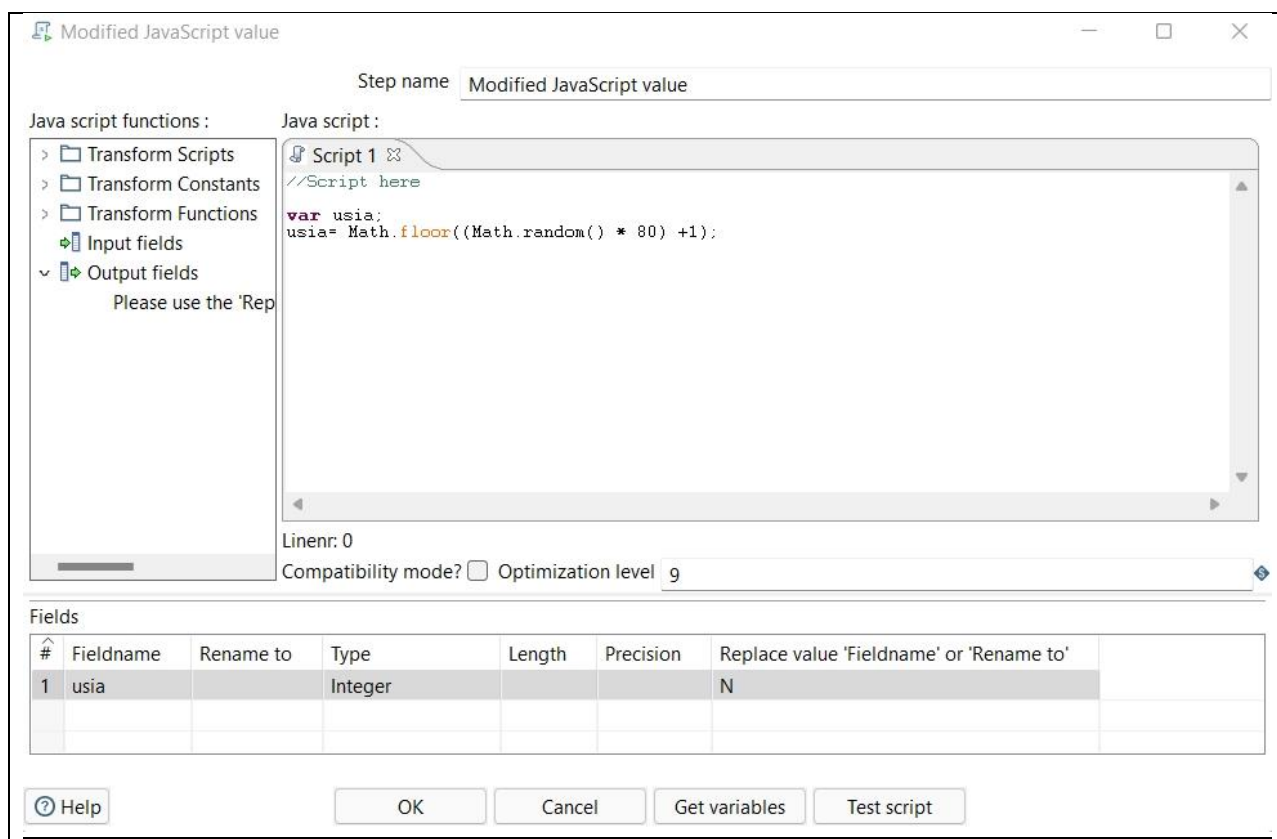 Modified JavaScript value
Step name Modified JavaScript value
Java script functions :
Java script :
Transform Scripts
Transform Constants
Transform Functions
Input fields
Output fields
Please use the 'Rep
Script 1
//Script here
var usia;
usia= Math.floor((Math.random() * 80) +1);
Linenr: 0
Compatibility mode? Optimization level 9
Fields
# Fieldname Rename to Type Length Precision Replace value 'Fieldname' or 'Rename to'
1 usia Integer N
Help OK Cancel Get variables Test script